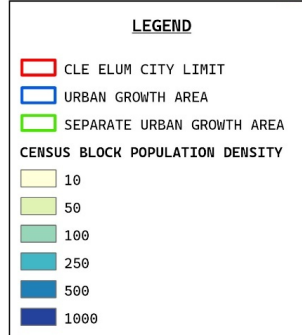 LEGEND
CLE ELUM CITY LIMIT
URBAN GROWTH AREA
SEPARATE URBAN GROWTH AREA
CENSUS BLOCK POPULATION DENSITY
10
50
100
250
500
1000